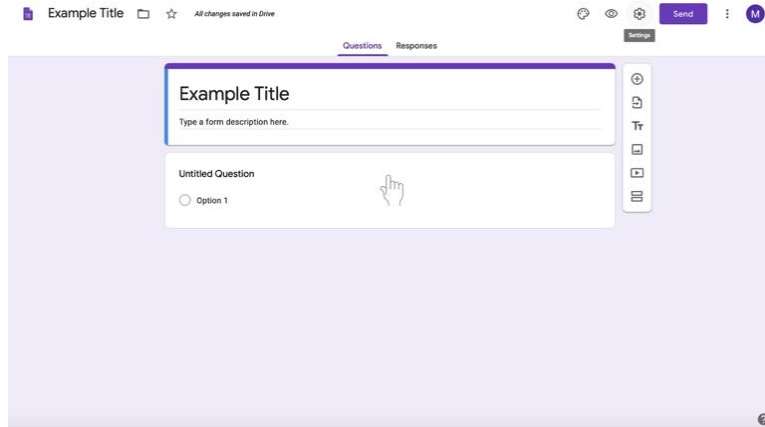 Example Title
All changes saved in Drive
Send
M
Settings
Questions
Responses
Example Title
Type a form description here.
Tт
Untitled Question
Option 1